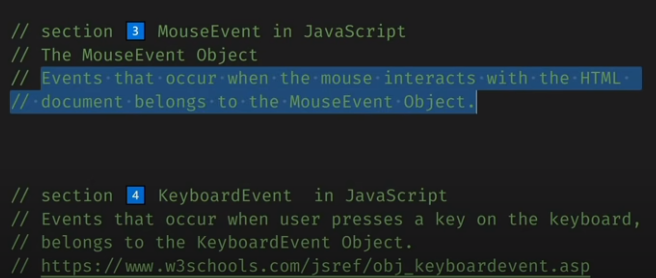 // section 3️⃣ MouseEvent in JavaScript
// The MouseEvent Object
// Events that occur when the mouse interacts with the HTML
// document belongs to the MouseEvent Object.
// section 4️⃣ KeyboardEvent  in JavaScript
// Events that occur when user presses a key on the keyboard,
// belongs to the KeyboardEvent Object.
// https://www.w3schools.com/jsref/obj_keyboardevent.asp